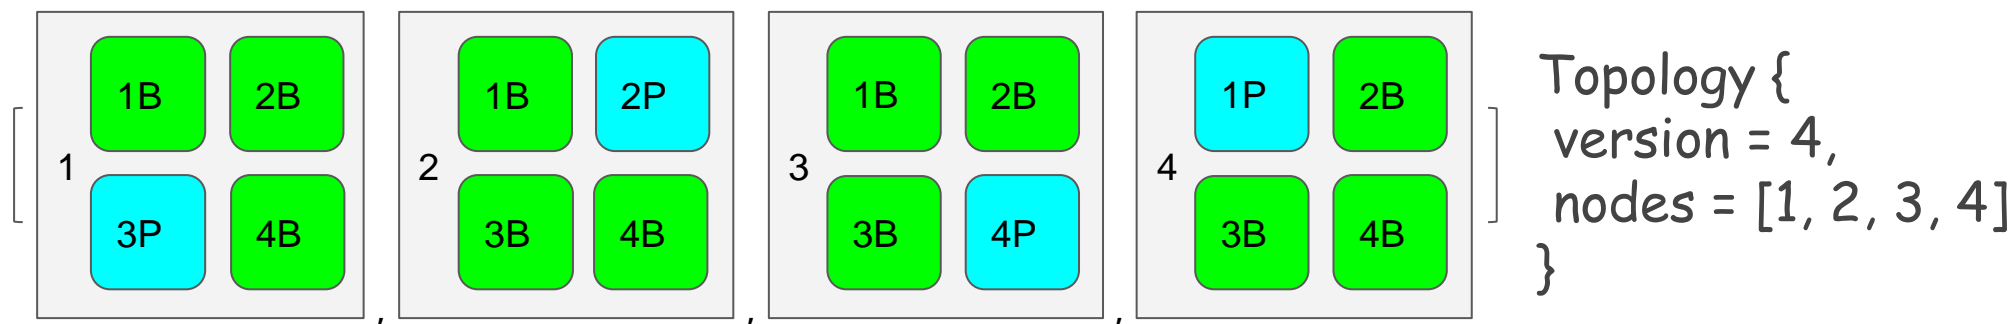 1B 2B 1B 2P 1B 2B 1P 2B
1 2 3 4
3P 4B 3B 4B 3B 4P 3B 4B
[ , , , ]
Topology {
version = 4,
nodes = [1, 2, 3, 4]
}